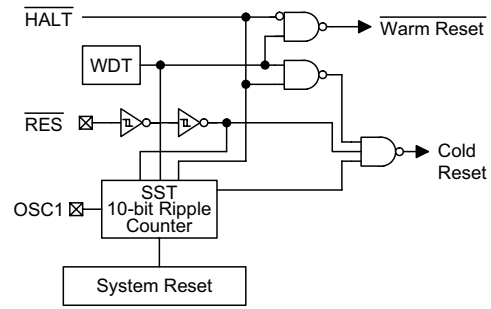 HALT
Warm Reset
WDT
RES
Cold
Reset
SST
10-bit Ripple
Counter
OSC1
System Reset